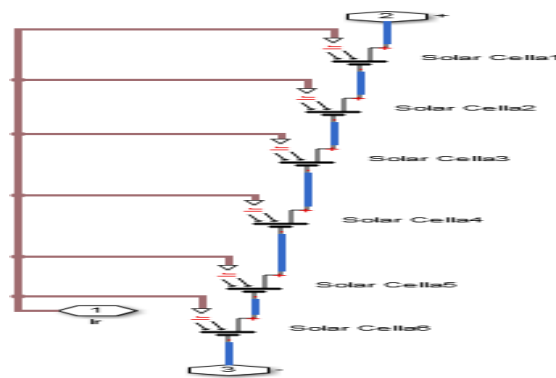 2
+
Solar Cella1
Solar Cella2
Solar Cella3
Solar Cella4
Solar Cella5
Solar Cella6
1
Ir
3
-